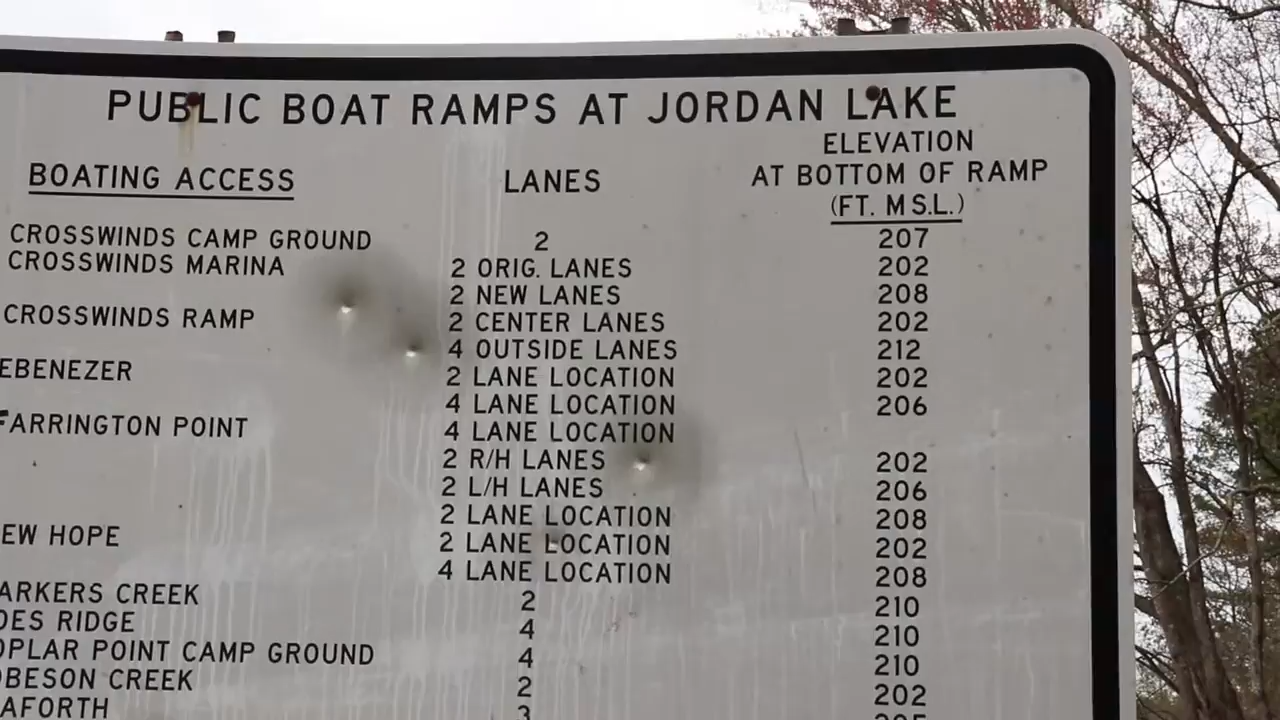 PUBLIC BOAT RAMPS AT JORDAN LAKE
BOATING ACCESS LANES ELEVATION
AT BOTTOM OF RAMP
(FT. M S.L.)
CROSSWINDS CAMP GROUND 2 207
CROSSWINDS MARINA 2 ORIG. LANES 202
2 NEW LANES 208
CROSSWINDS RAMP 2 CENTER LANES 202
4 OUTSIDE LANES 212
EBENEZER 2 LANE LOCATION 202
4 LANE LOCATION 206
FARRINGTON POINT 4 LANE LOCATION
2 R/H LANES 202
2 L/H LANES 206
2 LANE LOCATION 208
EW HOPE 2 LANE LOCATION 202
4 LANE LOCATION 208
ARKERS CREEK 2 210
OES RIDGE 4 210
OPLAR POINT CAMP GROUND 4 210
OBESON CREEK 2 202
AFORTH 3